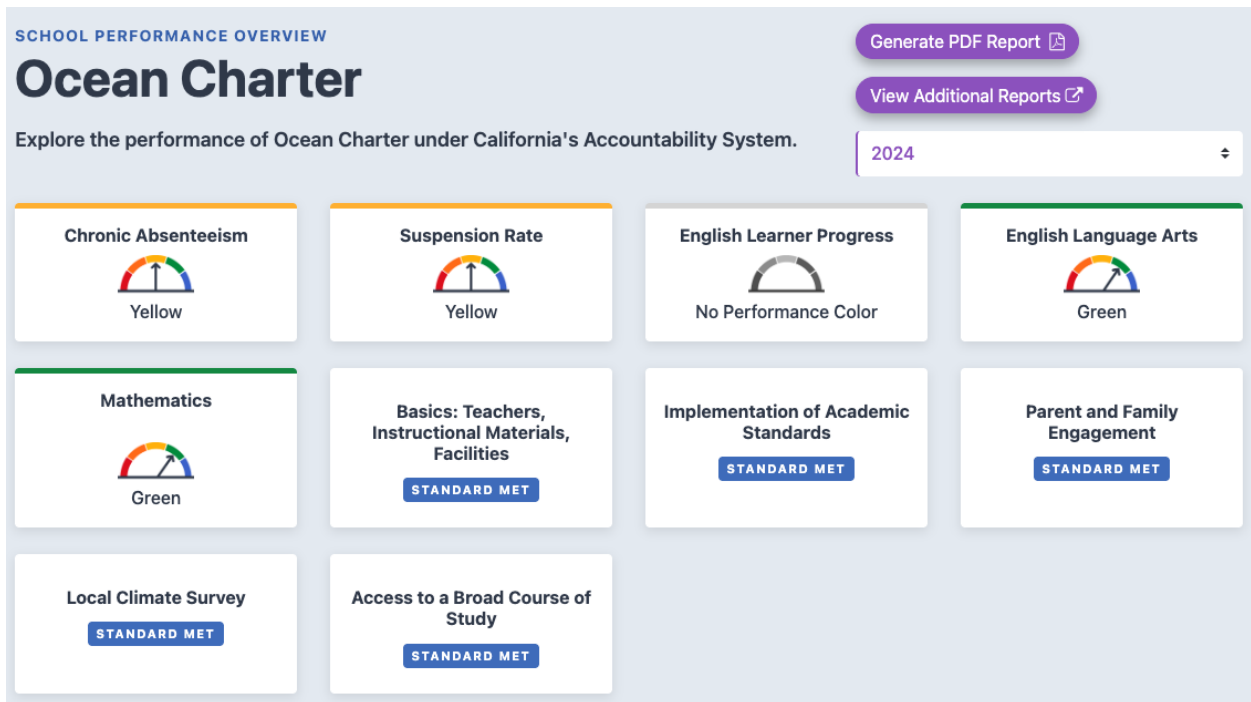 SCHOOL PERFORMANCE OVERVIEW
Ocean Charter
Explore the performance of Ocean Charter under California's Accountability System.
Generate PDF Report
View Additional Reports
2024
Chronic Absenteeism
Yellow
Suspension Rate
Yellow
English Learner Progress
No Performance Color
English Language Arts
Green
Mathematics
Green
Basics: Teachers,
Instructional Materials,
Facilities
STANDARD MET
Implementation of Academic
Standards
STANDARD MET
Parent and Family
Engagement
STANDARD MET
Local Climate Survey
STANDARD MET
Access to a Broad Course of
Study
STANDARD MET